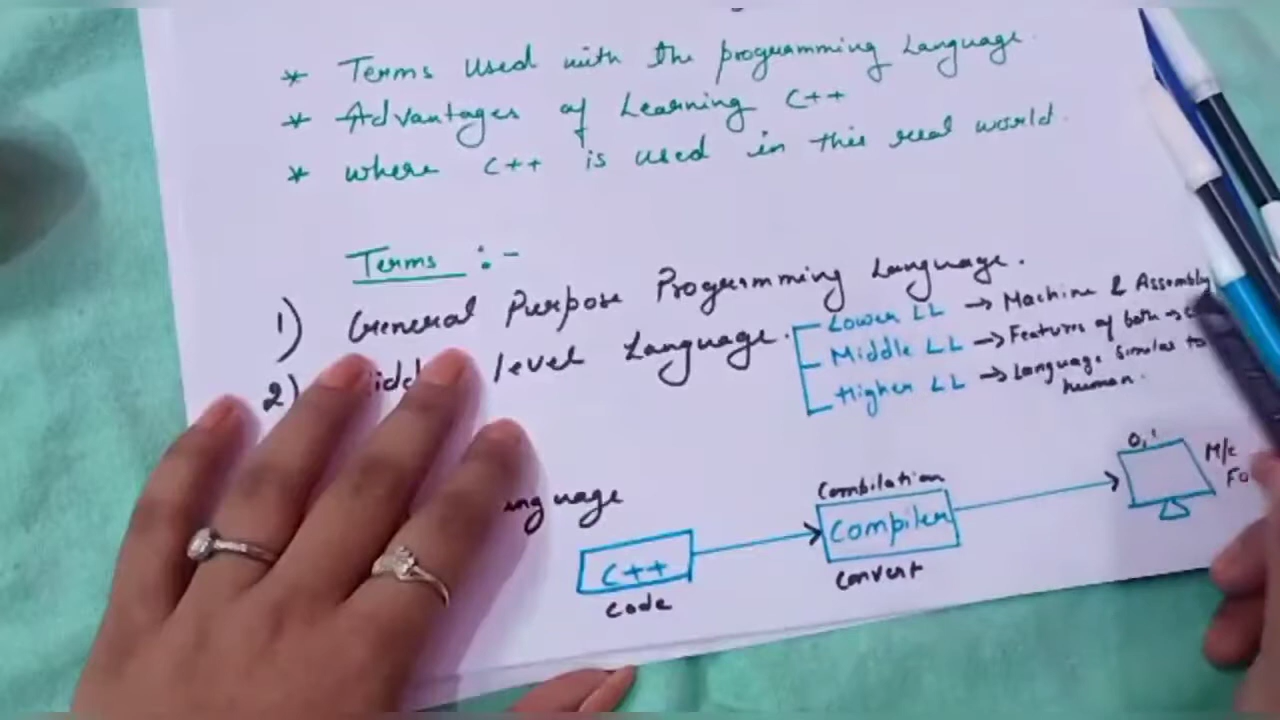 * Terms used with the programming Language.
* Advantages of Learning C++
* where C++ is used in this real world.
Terms :-
1) General Purpose Programming Language.
2) level Language.
Lower LL → Machine & Assembly
Middle LL → Features of both
Higher LL → Language similar to human.
Combilation
C++
code
Compiler
Convert
0,1
M/c